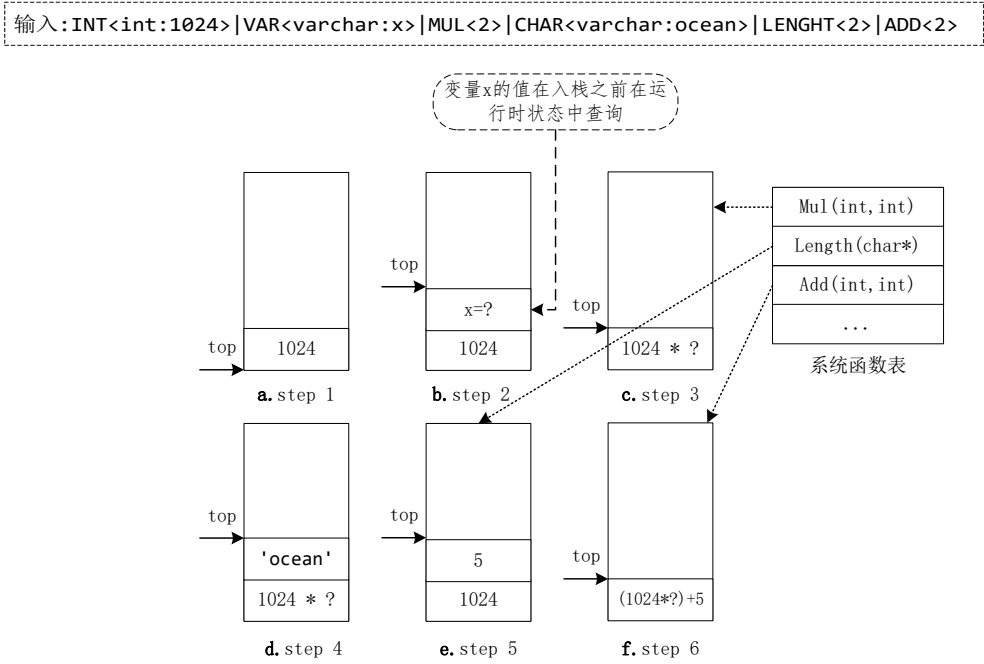 输入:INT<int:1024>|VAR<varchar:x>|MUL<2>|CHAR<varchar:ocean>|LENGHT<2>|ADD<2>
变量x的值在入栈之前在运
行时状态中查询
top
1024
a. step 1
top
x=?
1024
b. step 2
top
1024 * ?
c. step 3
Mul(int,int)
Length(char*)
Add(int,int)
...
系统函数表
top
'ocean'
1024 * ?
d. step 4
top
5
1024
e. step 5
top
(1024*?)+5
f. step 6